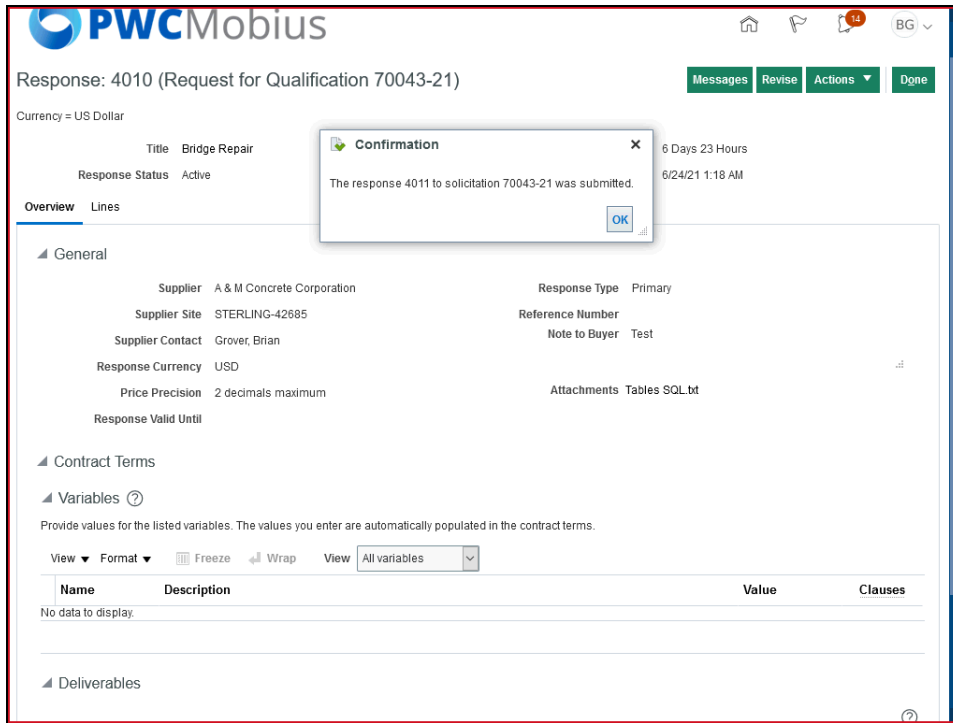 PWCMobius
14
BG
Response: 4010 (Request for Qualification 70043-21)
Messages Revise Actions Done
Currency = US Dollar
Title Bridge Repair
6 Days 23 Hours
Response Status Active
6/24/21 1:18 AM
Confirmation
The response 4011 to solicitation 70043-21 was submitted.
OK
Overview Lines
General
Supplier A & M Concrete Corporation
Response Type Primary
Supplier Site STERLING-42685
Reference Number
Supplier Contact Grover, Brian
Note to Buyer Test
Response Currency USD
Price Precision 2 decimals maximum
Attachments Tables SQL.txt
Response Valid Until
Contract Terms
Variables ?
Provide values for the listed variables. The values you enter are automatically populated in the contract terms.
View Format Freeze Wrap View All variables
Name Description Value Clauses
No data to display.
Deliverables
?